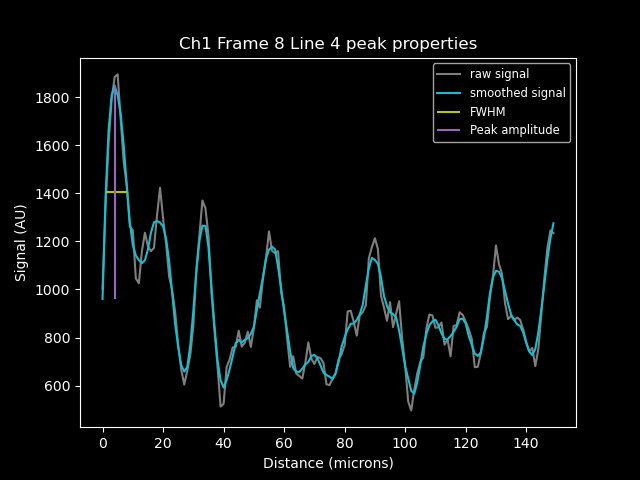 Ch1 Frame 8 Line 4 peak properties
raw signal
smoothed signal
FWHM
Peak amplitude
Signal (AU)
1800
1600
1400
1200
1000
800
600
0 20 40 60 80 100 120 140
Distance (microns)